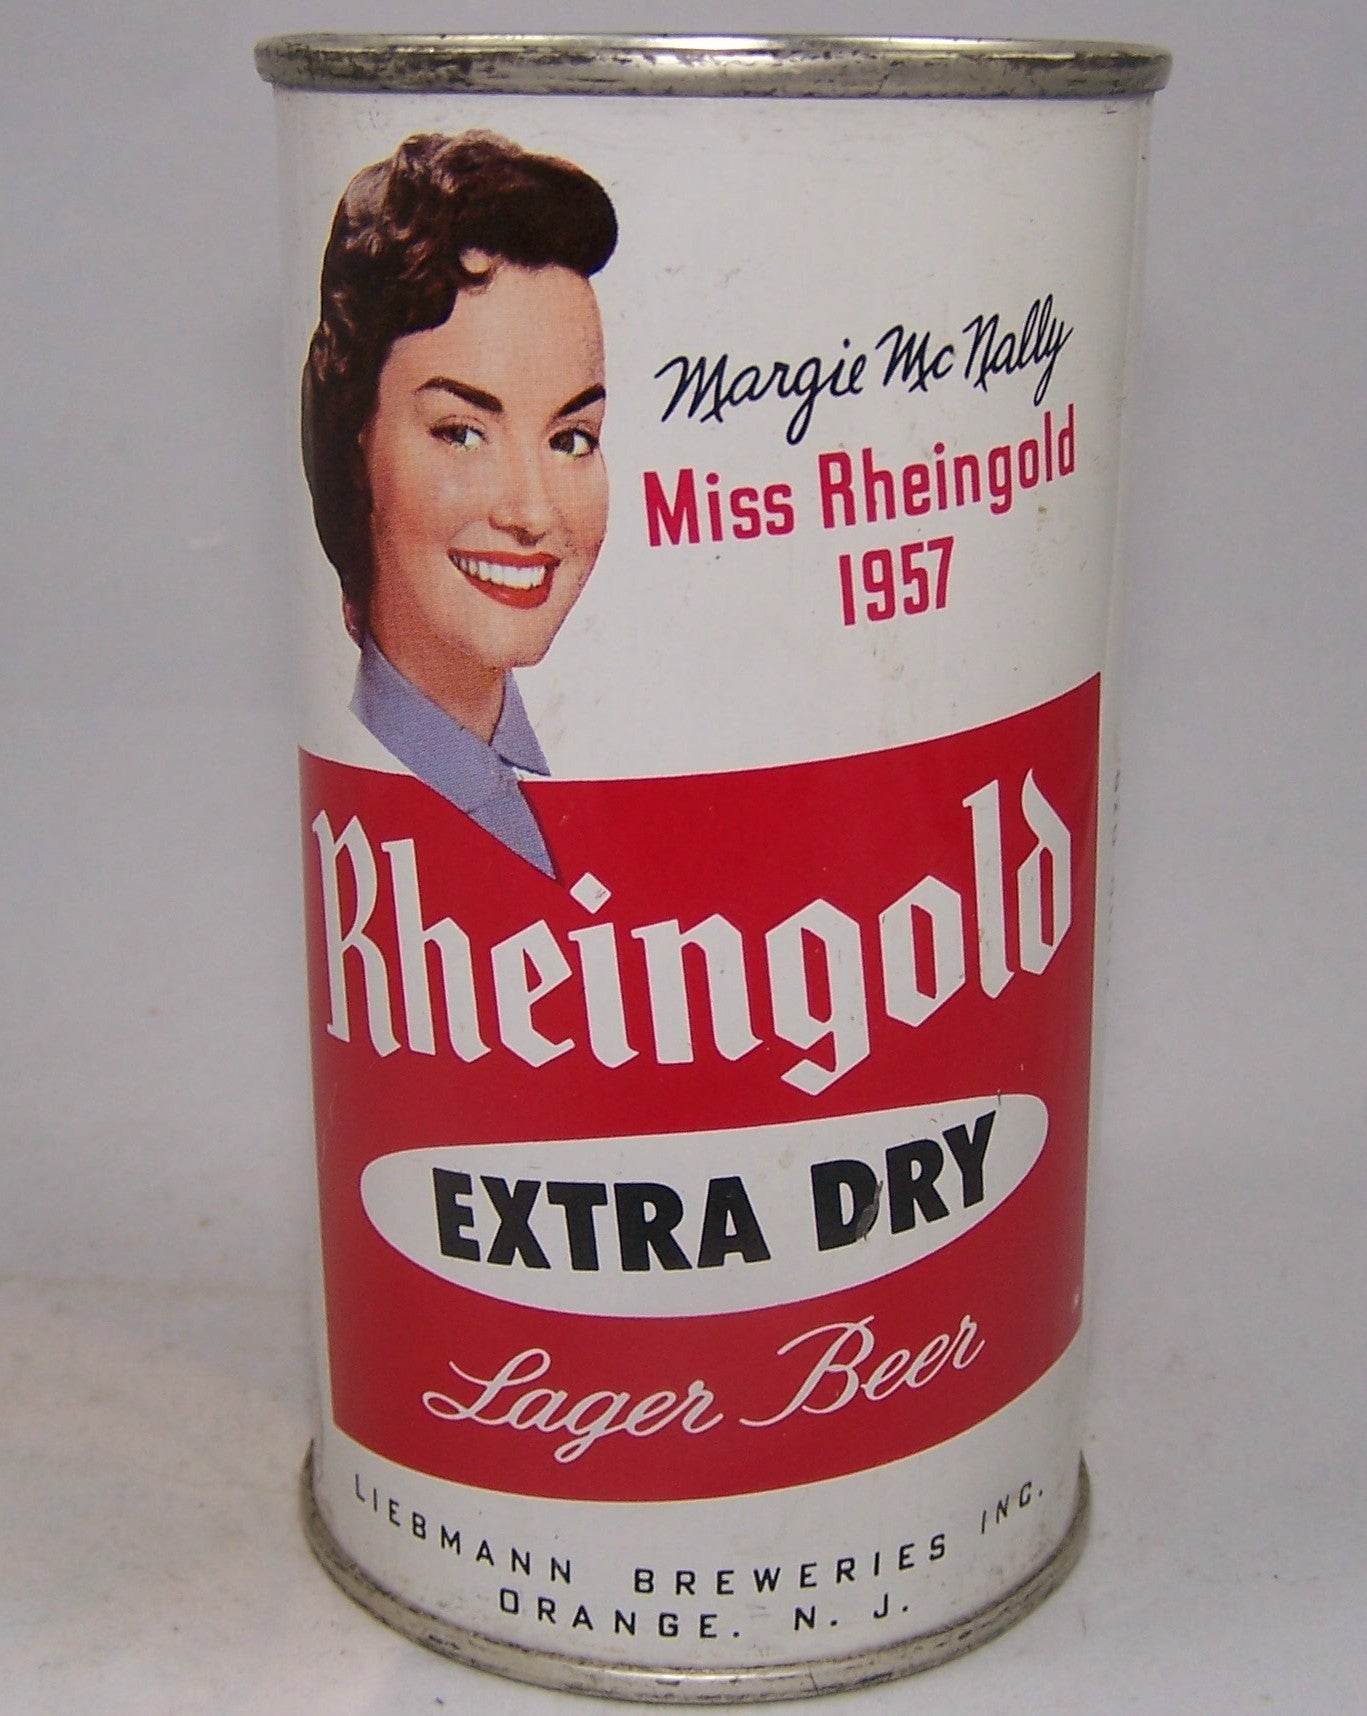 Margie McNally
Miss Rheingold
1957
Rheingold
EXTRA DRY
Lager Beer
LIEBMANN BREWERIES INC.
ORANGE. N. J.